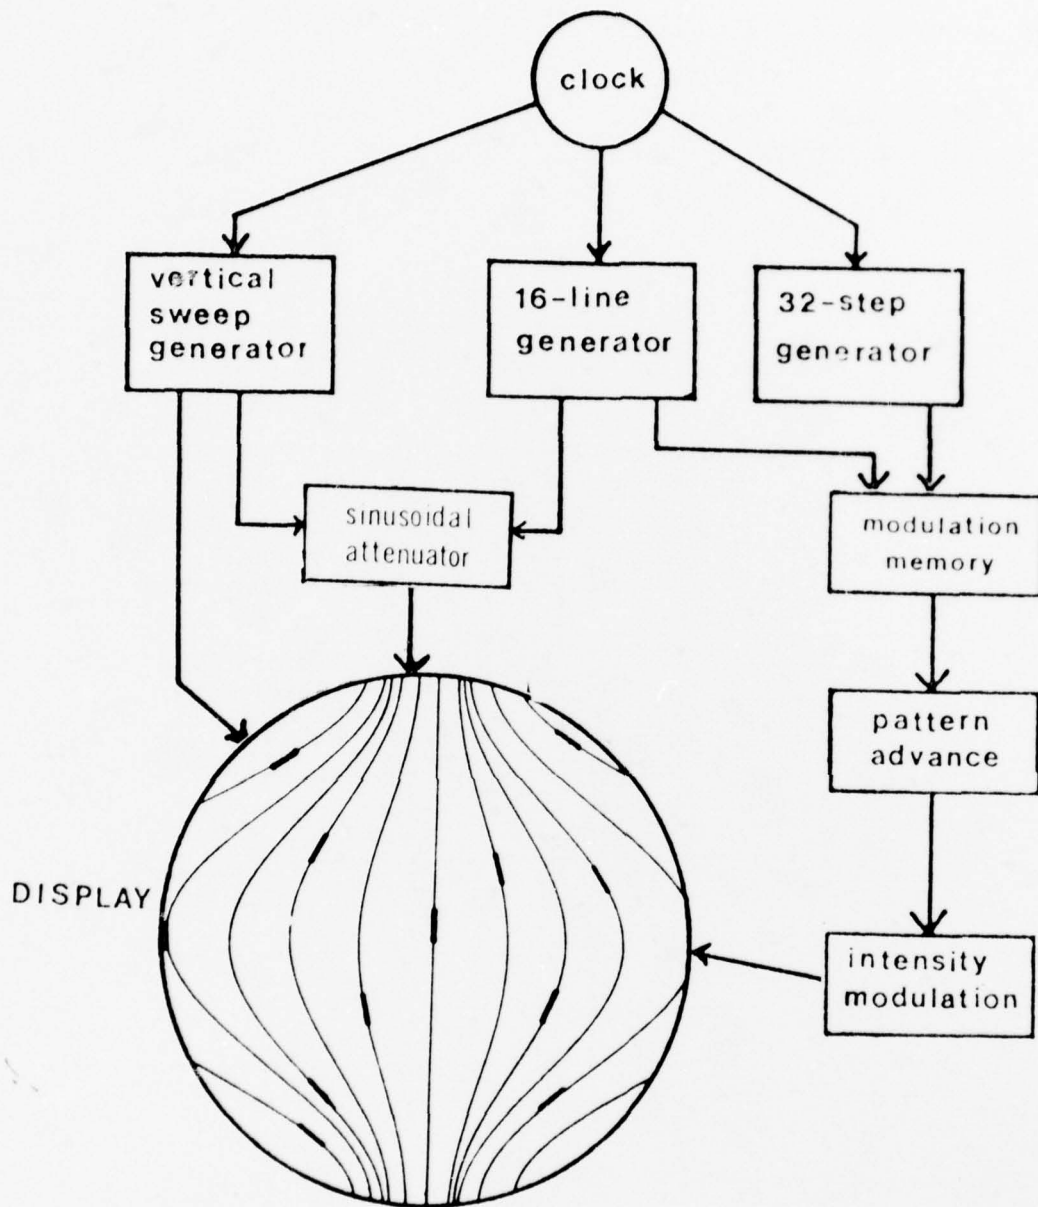 clock
vertical
sweep
generator
16-line
generator
32-step
generator
sinusoidal
attenuator
modulation
memory
pattern
advance
DISPLAY
intensity
modulation